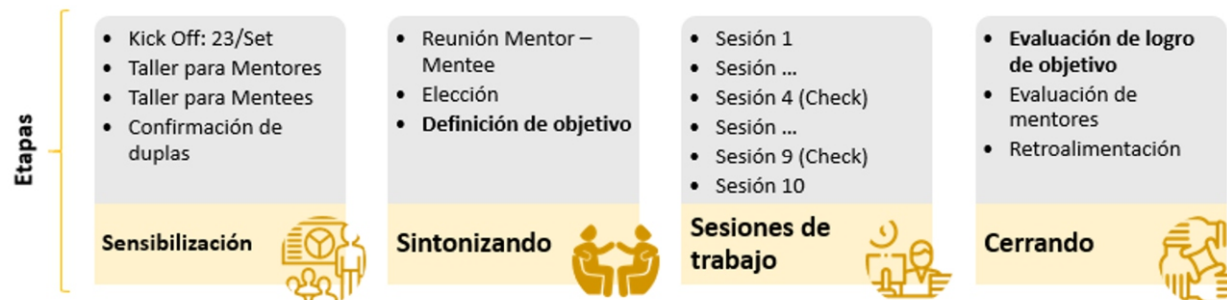 Etapas
• Kick Off: 23/Set
• Taller para Mentores
• Taller para Mentees
• Confirmación de
duplas
Sensibilización
• Reunión Mentor –
Mentee
• Elección
• Definición de objetivo
Sintonizando
• Sesión 1
• Sesión ...
• Sesión 4 (Check)
• Sesión ...
• Sesión 9 (Check)
• Sesión 10
Sesiones de
trabajo
• Evaluación de logro
de objetivo
• Evaluación de
mentores
• Retroalimentación
Cerrando